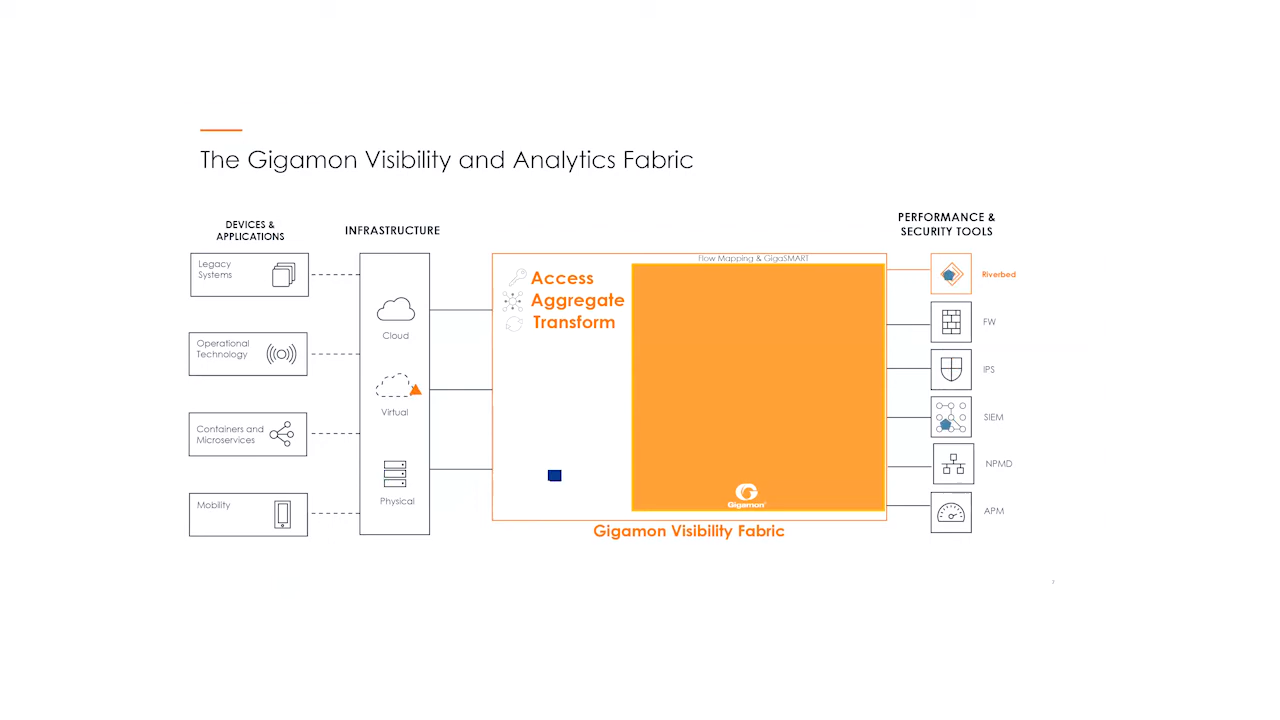 The Gigamon Visibility and Analytics Fabric
DEVICES &
APPLICATIONS
INFRASTRUCTURE
PERFORMANCE &
SECURITY TOOLS
Legacy
Systems
Operational
Technology
Containers and
Microservices
Mobility
Cloud
Virtual
Physical
Flow Mapping & GigaSMART
Access
Aggregate
Transform
Gigamon
Gigamon Visibility Fabric
Riverbed
FW
IPS
SIEM
NPMD
APM